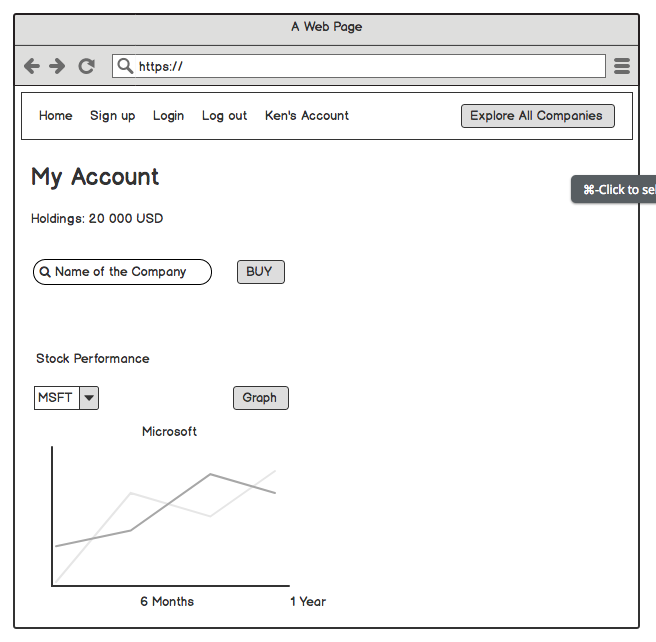 A Web Page
https://
Home Sign up Login Log out Ken's Account Explore All Companies
My Account
⌘-Click to sel
Holdings: 20 000 USD
Name of the Company BUY
Stock Performance
MSFT Graph
Microsoft
6 Months 1 Year